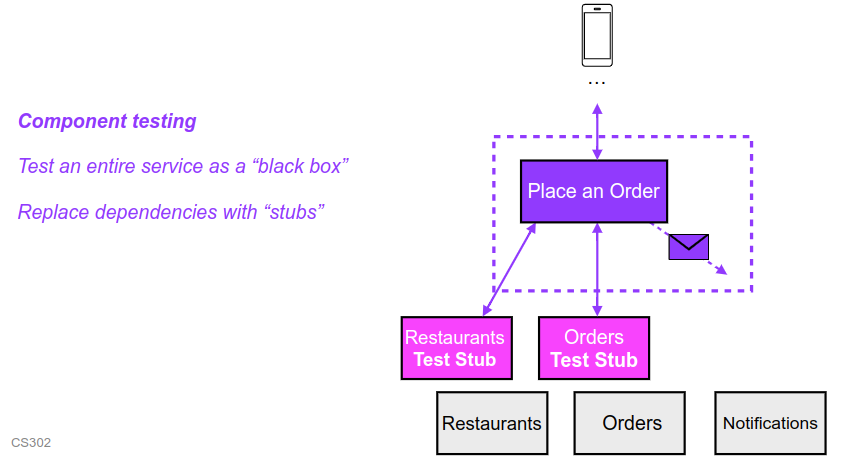 ...
Component testing
Test an entire service as a “black box”
Replace dependencies with “stubs”
Place an Order
Restaurants
Test Stub
Orders
Test Stub
Restaurants
Orders
Notifications
CS302